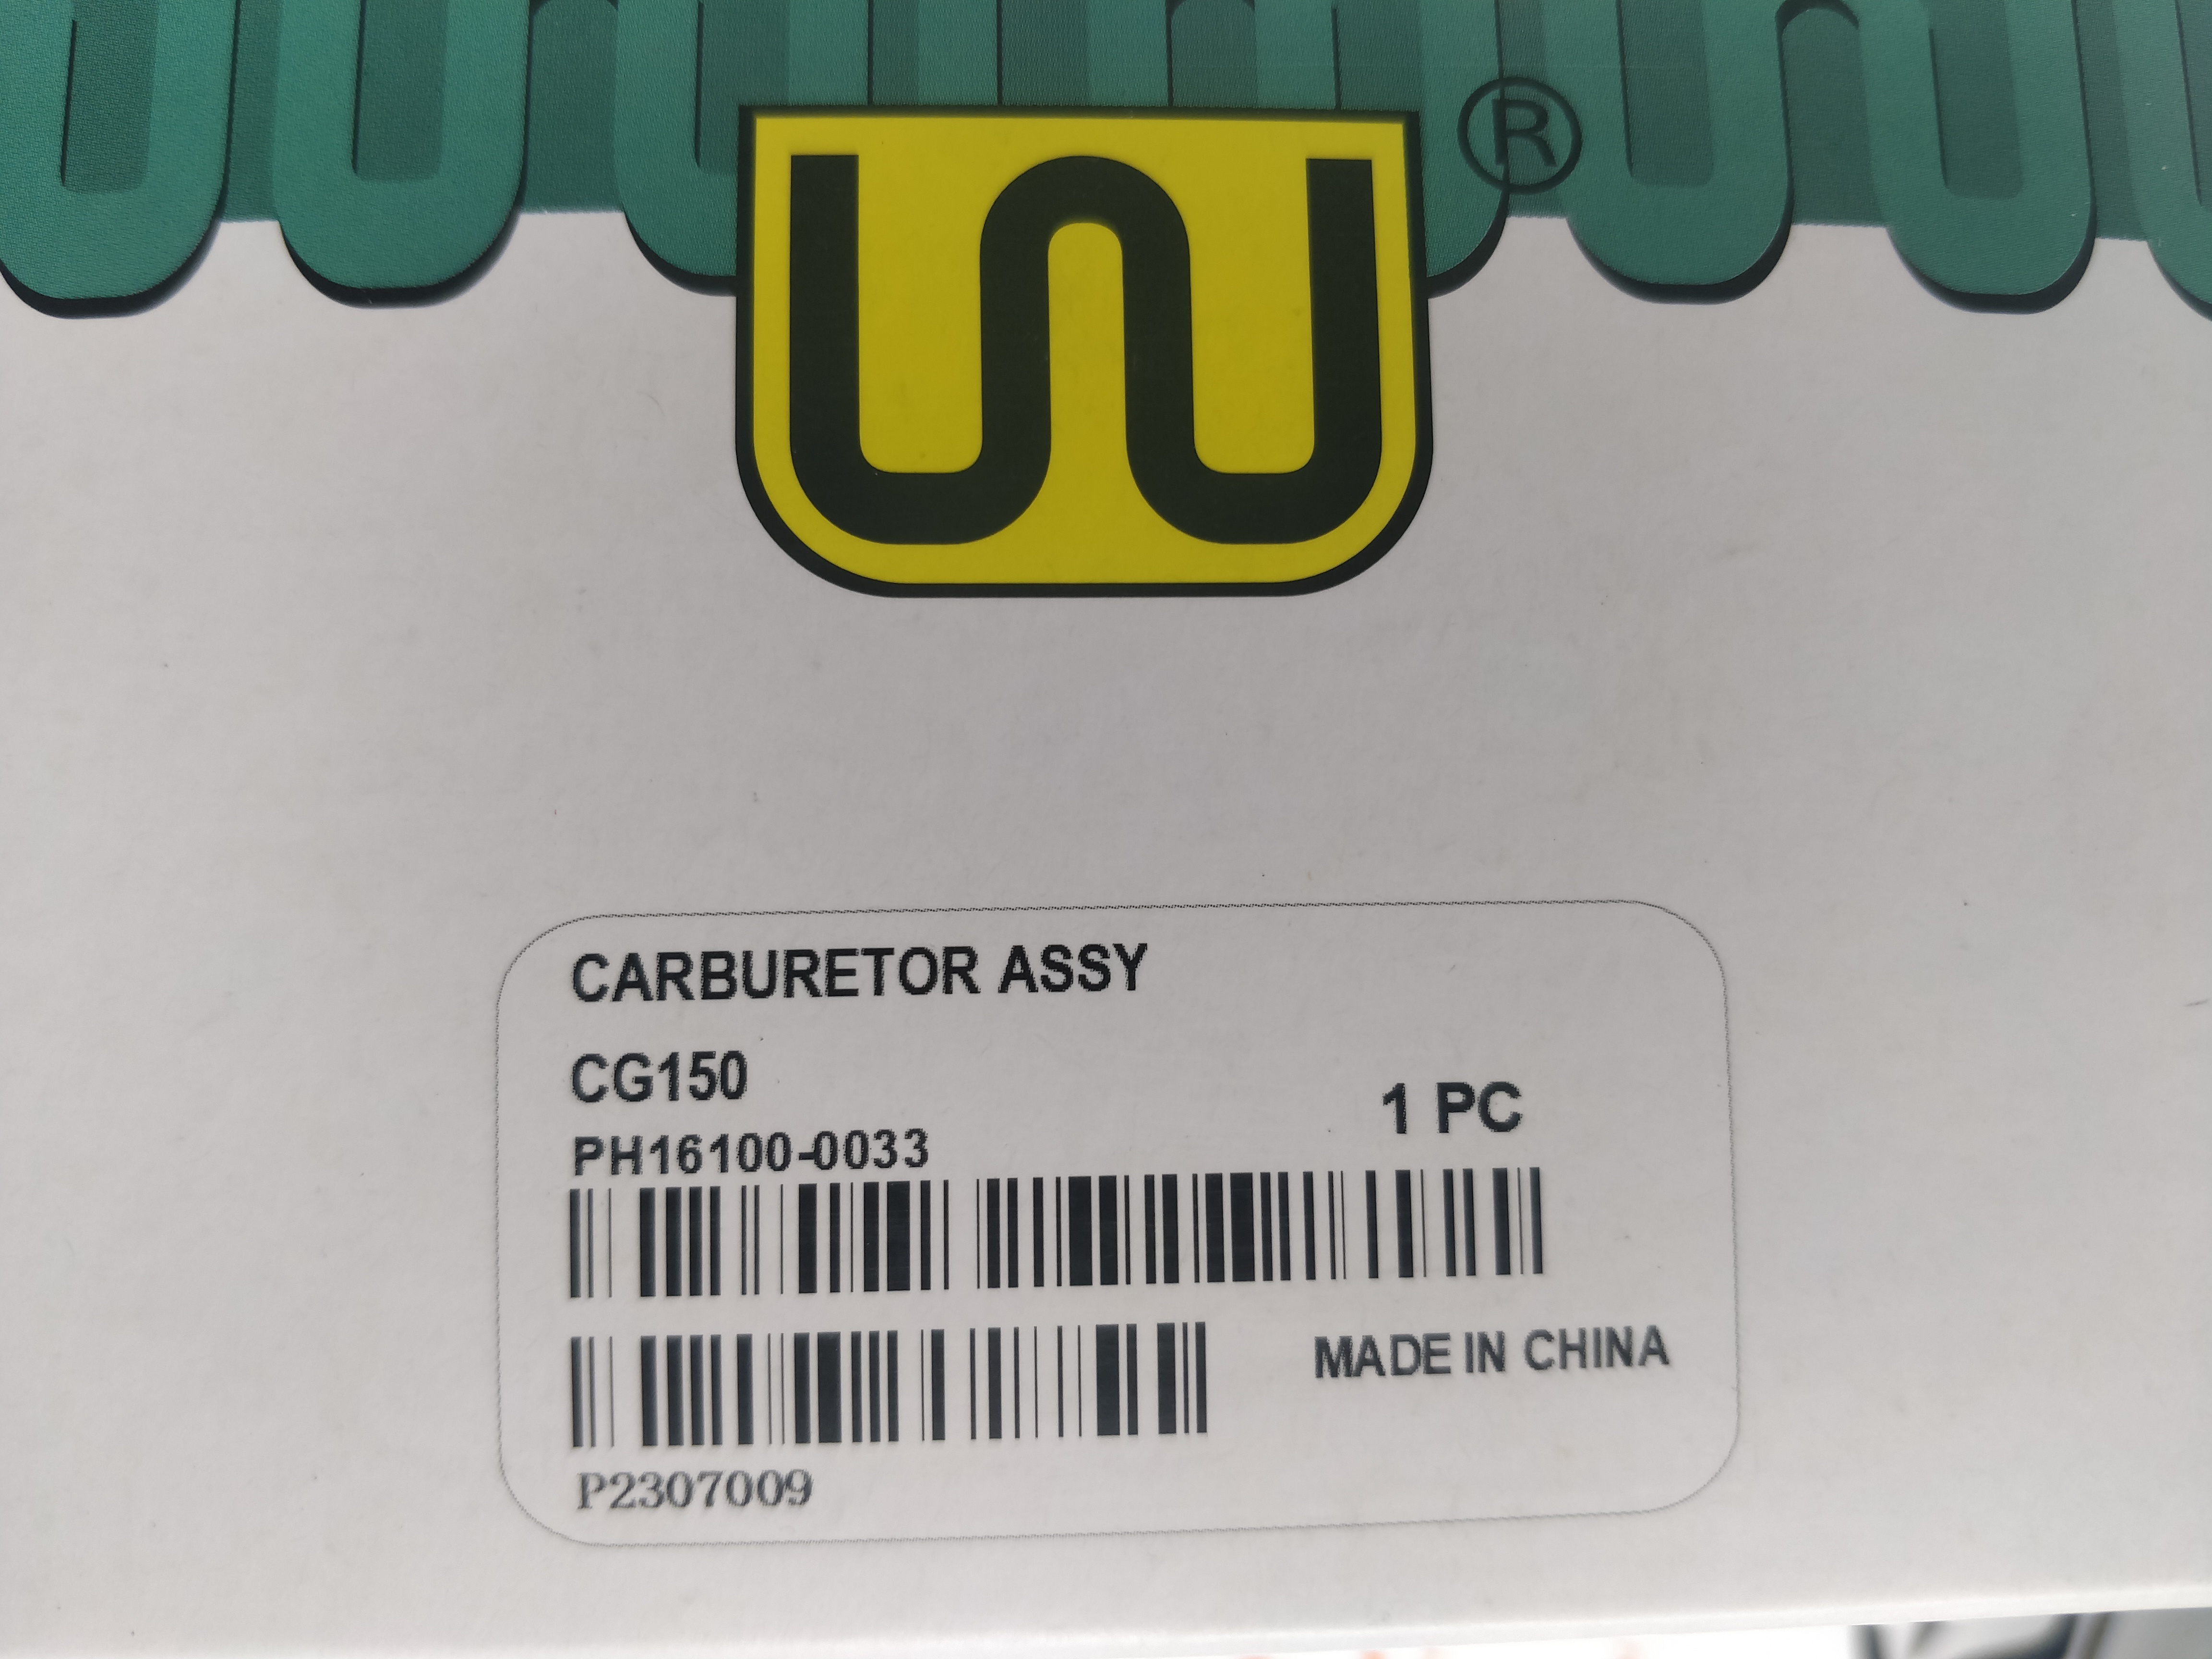 W®
CARBURETOR ASSY
CG150
1 PC
PH16100-0033
MADE IN CHINA
P2307009